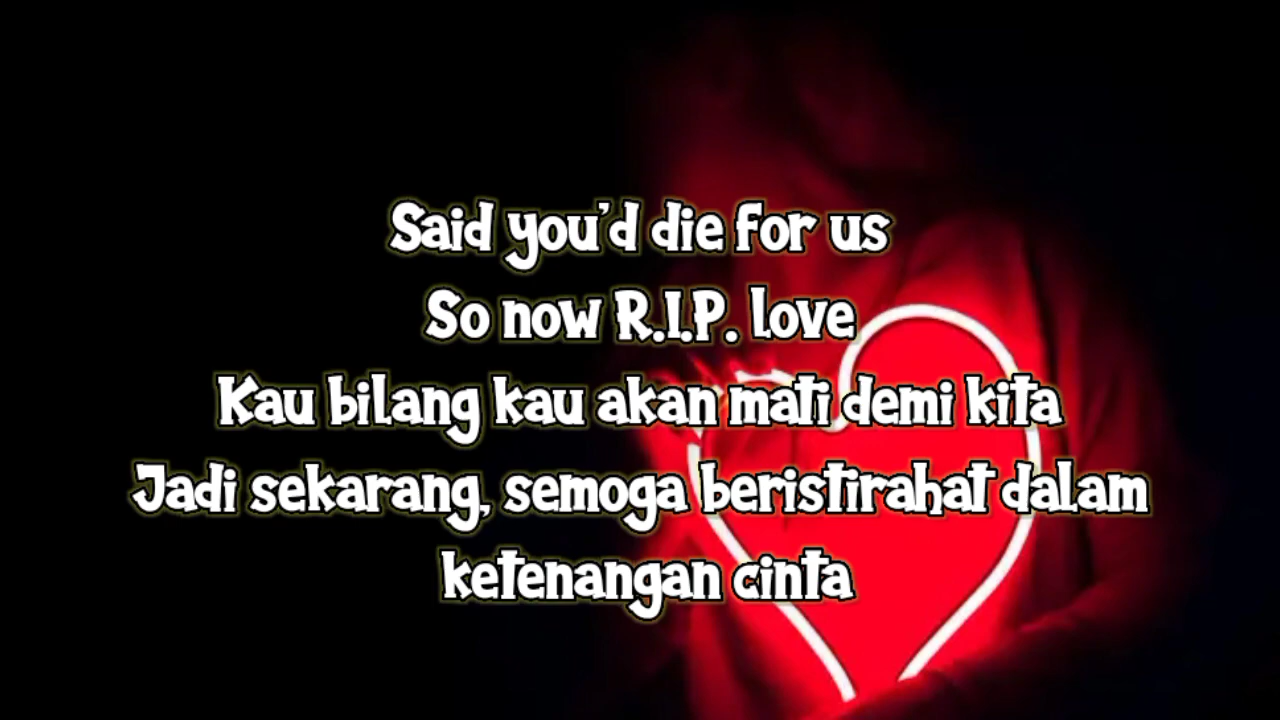 Said you'd die for us
So now R.I.P. love
Kau bilang kau akan mati demi kita
Jadi sekarang, semoga beristirahat dalam
ketenangan cinta